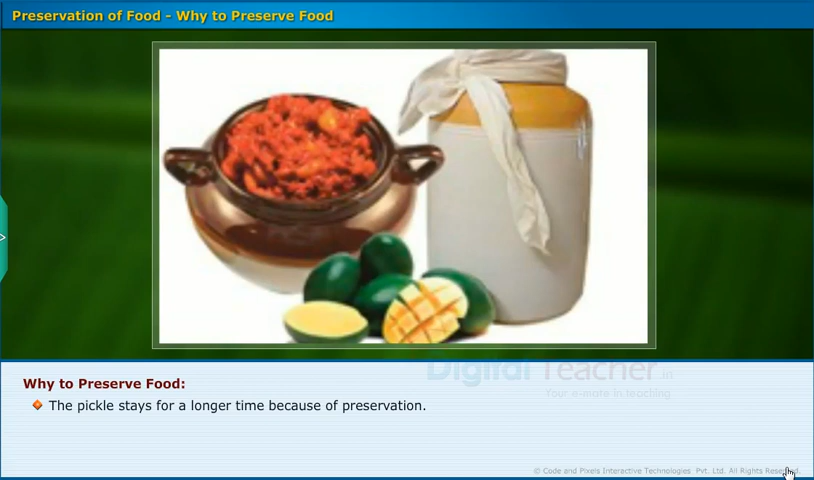 Preservation of Food - Why to Preserve Food
Digital Teacher.in
Your e-mate in teaching
Why to Preserve Food:
The pickle stays for a longer time because of preservation.
© Code and Pixels Interactive Technologies Pvt. Ltd. All Rights